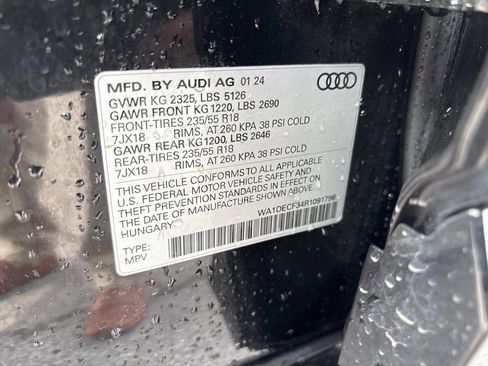 MFD. BY AUDI AG 01 24
GVWR KG 2325, LBS 5126
GAWR FRONT KG 1220, LBS 2690
FRONT-TIRES 235/55 R18
7JX18 RIMS, AT 260 KPA 38 PSI COLD
GAWR REAR KG 1200, LBS 2646
REAR-TIRES 235/55 R18
7JX18 RIMS, AT 260 KPA 38 PSI COLD
THIS VEHICLE CONFORMS TO ALL APPLICABLE
U.S. FEDERAL MOTOR VEHICLE SAFETY AND
THEFT PREVENTION STANDARDS IN EFFECT ON
THE DATE OF MANUFACTURE SHOWN ABOVE.
HUNGARY
WA1DECF34R1091796
TYPE:
MPV